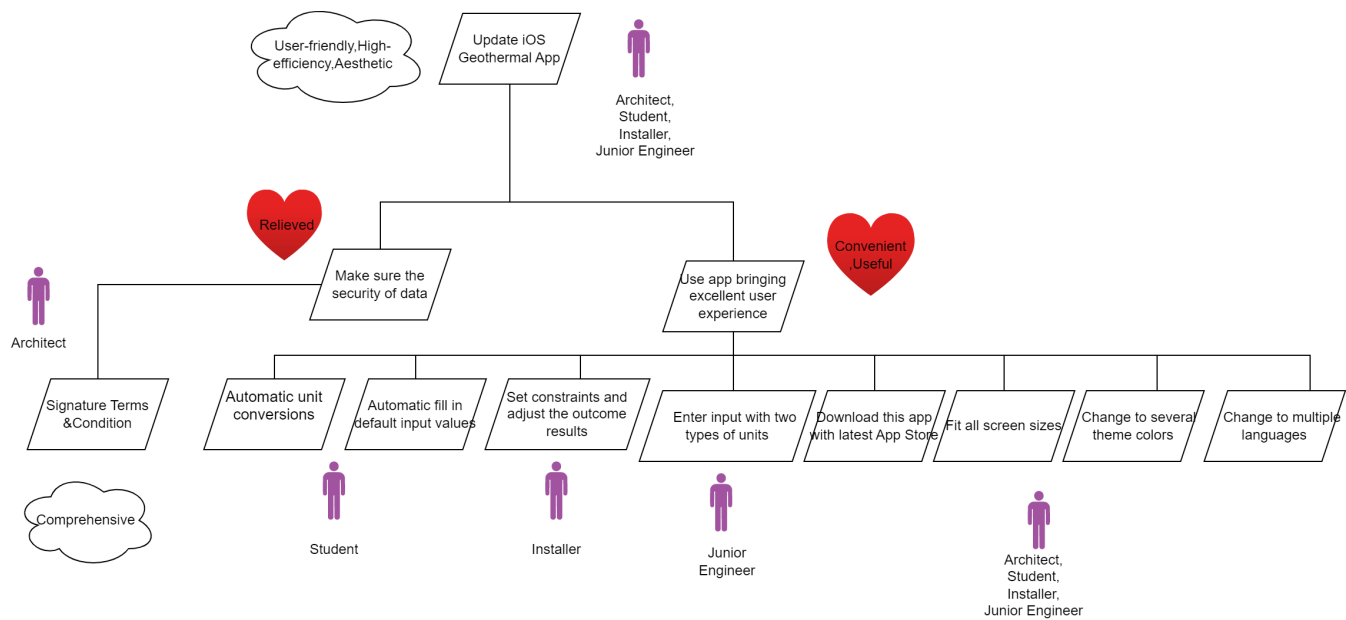 User-friendly,High-
efficiency,Aesthetic
Update iOS
Geothermal App
Architect,
Student,
Installer,
Junior Engineer
Relieved
Convenient
,Useful
Make sure the
security of data
Use app bringing
excellent user
experience
Architect
Signature Terms
&Condition
Automatic unit
conversions
Automatic fill in
default input values
Set constraints and
adjust the outcome
results
Enter input with two
types of units
Download this app
with latest App Store
Fit all screen sizes
Change to several
theme colors
Change to multiple
languages
Comprehensive
Student
Installer
Junior
Engineer
Architect,
Student,
Installer,
Junior Engineer